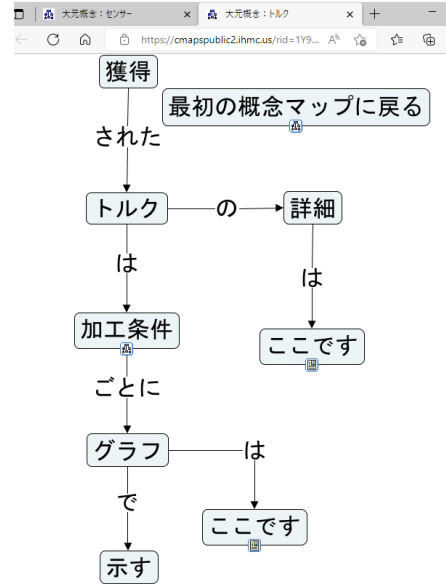 大元概念：センサー
大元概念：トルク
https://cmapspublic2.ihmc.us/rid=1Y9...
獲得
最初の概念マップに戻る
された
トルク
の
詳細
は
は
加工条件
ここです
ごとに
グラフ
は
で
ここです
示す